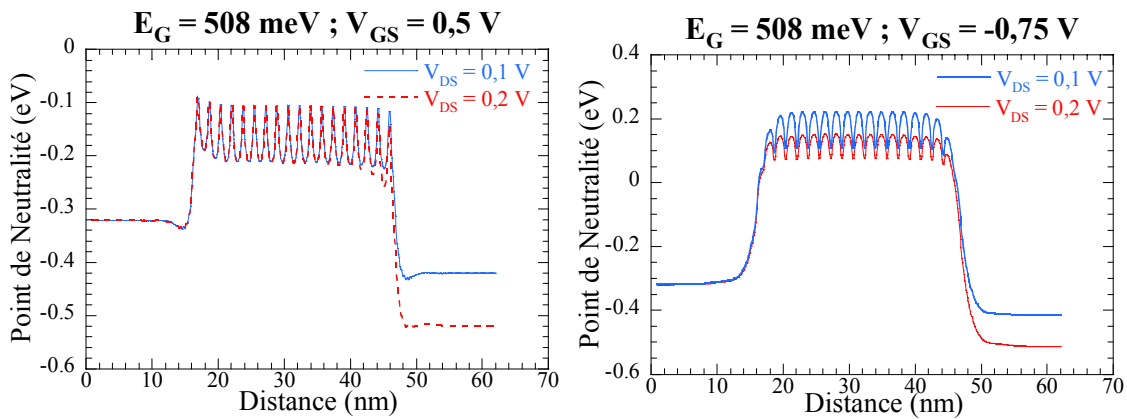 E_G = 508 meV ; V_GS = 0,5 V
V_DS = 0,1 V
V_DS = 0,2 V
Point de Neutralité (eV)
0
-0.1
-0.2
-0.3
-0.4
-0.5
-0.6
0 10 20 30 40 50 60 70
Distance (nm)
E_G = 508 meV ; V_GS = -0,75 V
V_DS = 0,1 V
V_DS = 0,2 V
Point de Neutralité (eV)
0.4
0.2
0
-0.2
-0.4
-0.6
0 10 20 30 40 50 60 70
Distance (nm)